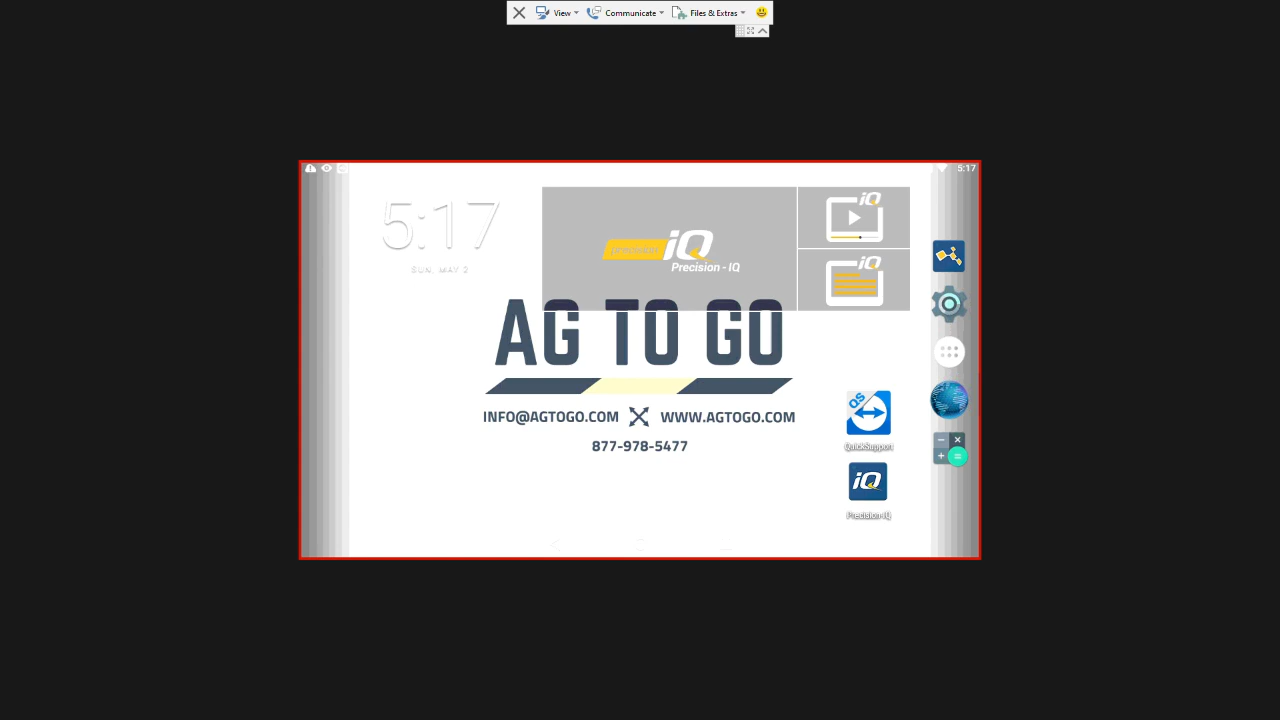 View Communicate Files & Extras
5:17
5:17
SUN, MAY 2
precision iQ
Precision - IQ
iQ
iQ
AG TO GO
INFO@AGTOGO.COM WWW.AGTOGO.COM
877-978-5477
QS
QuickSupport
iQ
Precision-IQ